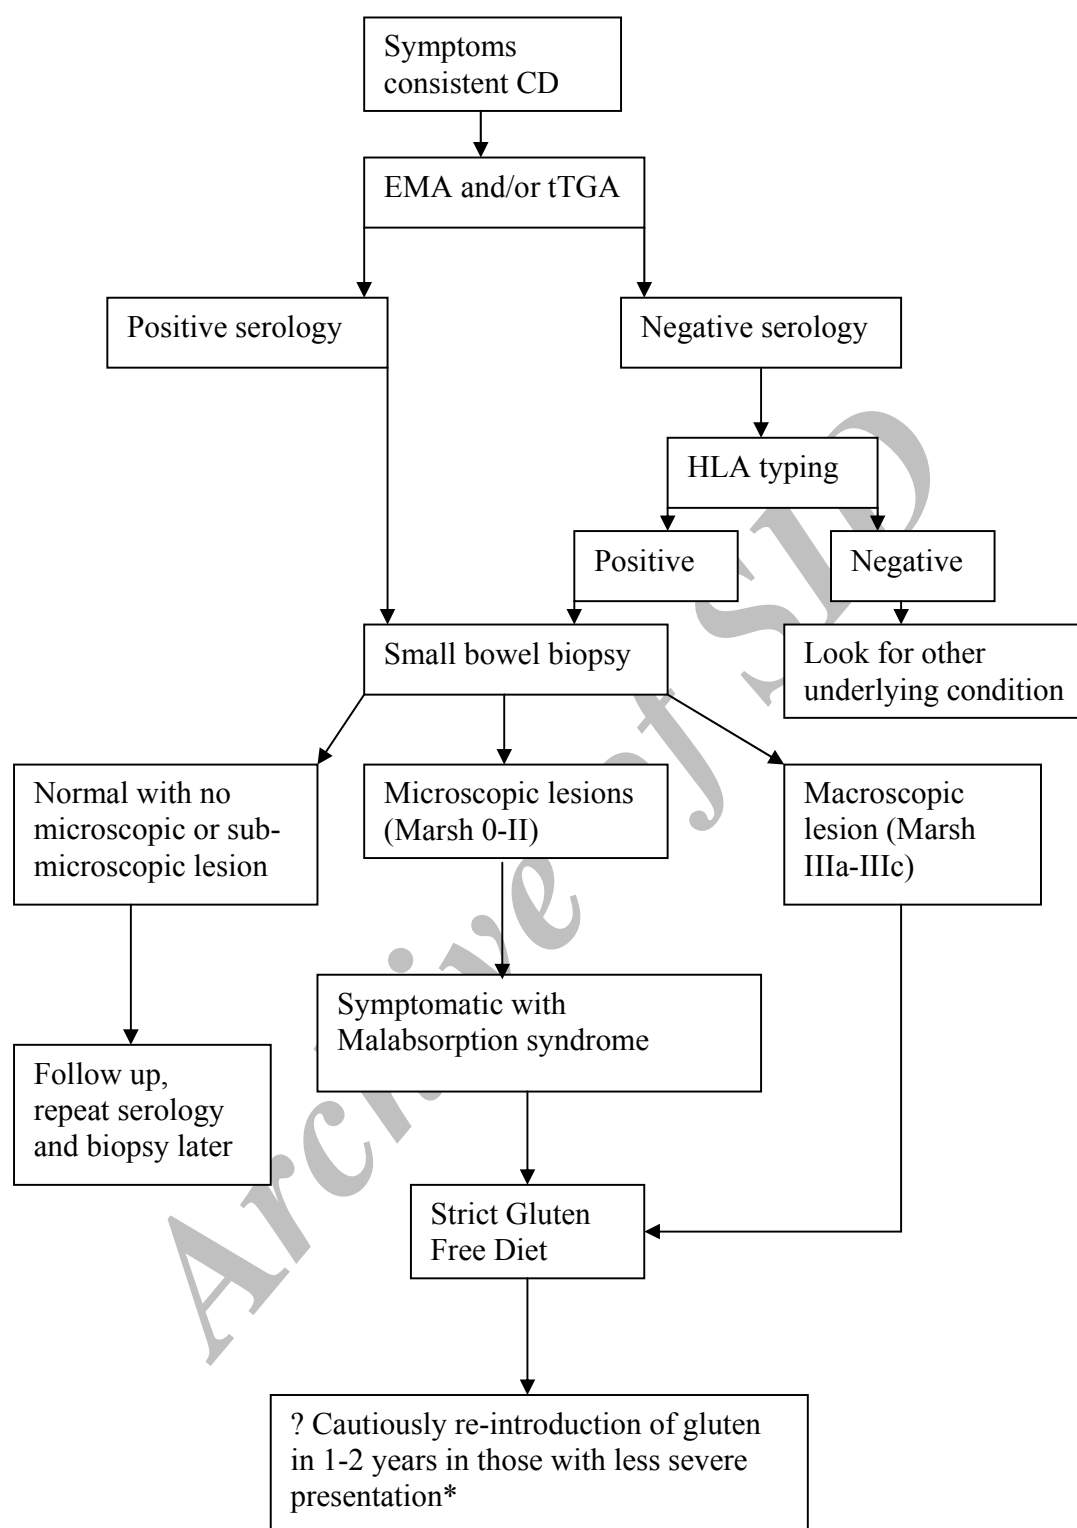 Symptoms
consistent CD
EMA and/or tTGA
Positive serology
Negative serology
HLA typing
Positive
Negative
Small bowel biopsy
Look for other
underlying condition
Normal with no
microscopic or sub-
microscopic lesion
Microscopic lesions
(Marsh 0-II)
Macroscopic
lesion (Marsh
IIIa-IIIc)
Symptomatic with
Malabsorption syndrome
Follow up,
repeat serology
and biopsy later
Strict Gluten
Free Diet
? Cautiously re-introduction of gluten
in 1-2 years in those with less severe
presentation*
Archive of SID